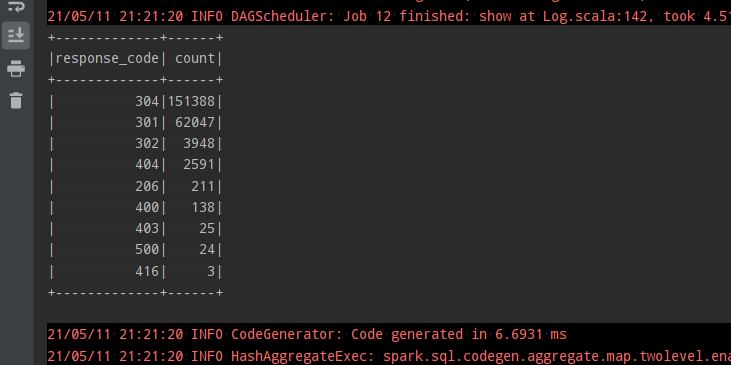 21/05/11 21:21:20 INFO DAGScheduler: Job 12 finished: show at Log.scala:142, took 4.5
+-------------+------+
|response_code| count|
+-------------+------+
|          304|151388|
|          301| 62047|
|          302|  3948|
|          404|  2591|
|          206|   211|
|          400|   138|
|          403|    25|
|          500|    24|
|          416|     3|
+-------------+------+
21/05/11 21:21:20 INFO CodeGenerator: Code generated in 6.6931 ms
21/05/11 21:21:20 INFO HashAggregateExec: spark.sql.codegen.aggregate.map.twolevel.ena